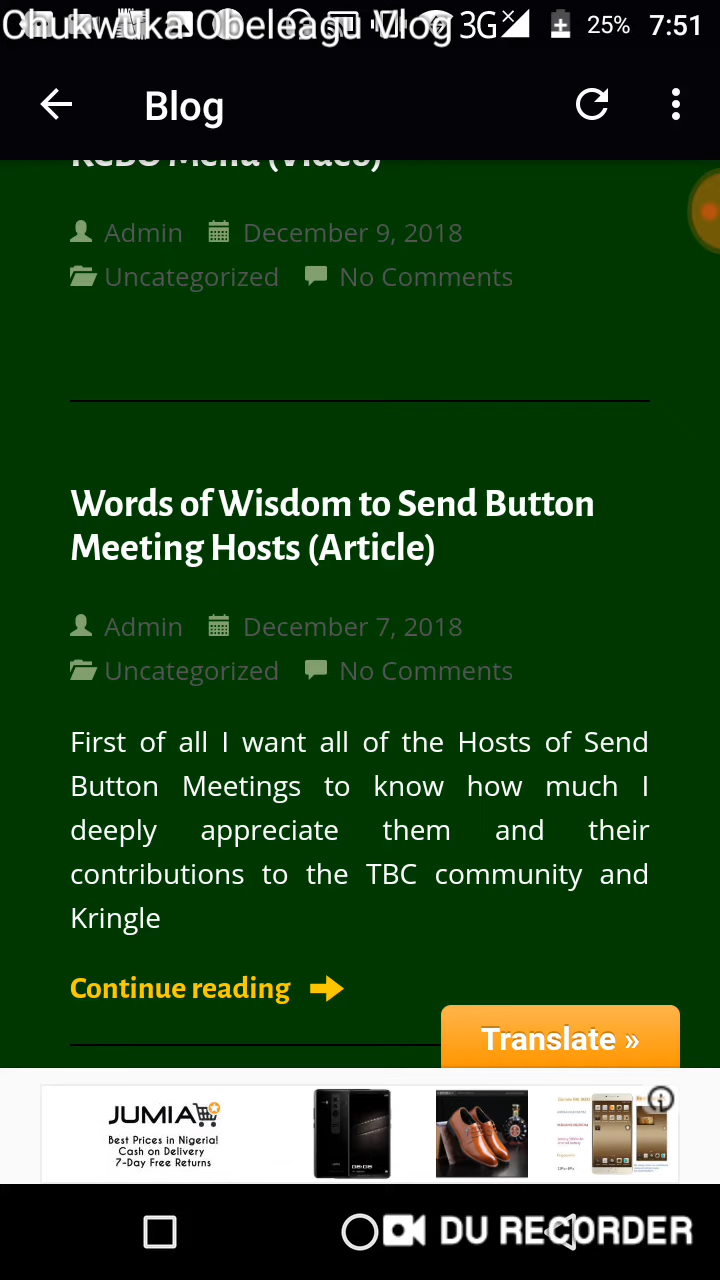 Chukwuka Obeleagu Vlog 3G 25% 7:51
Blog
KCBO Menu (Video)
Admin December 9, 2018
Uncategorized No Comments
Words of Wisdom to Send Button
Meeting Hosts (Article)
Admin December 7, 2018
Uncategorized No Comments
First of all I want all of the Hosts of Send
Button Meetings to know how much I
deeply appreciate them and their
contributions to the TBC community and
Kringle
Continue reading
Translate »
JUMIA
Best Prices in Nigeria!
Cash on Delivery
7-Day Free Returns
DU RECORDER